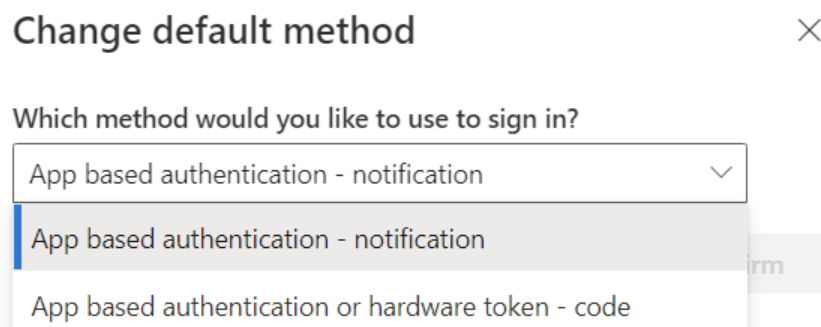 Change default method
Which method would you like to use to sign in?
App based authentication - notification
App based authentication - notification
App based authentication or hardware token - code